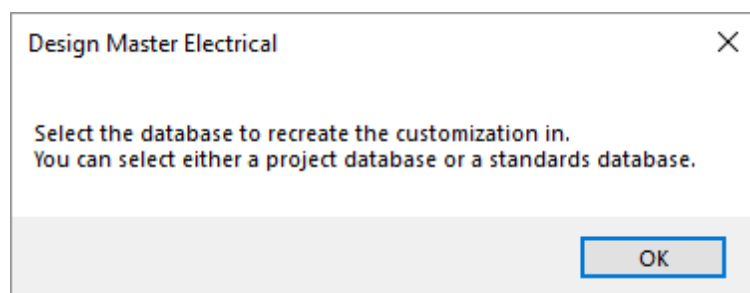 Design Master Electrical
Select the database to recreate the customization in.
You can select either a project database or a standards database.
OK